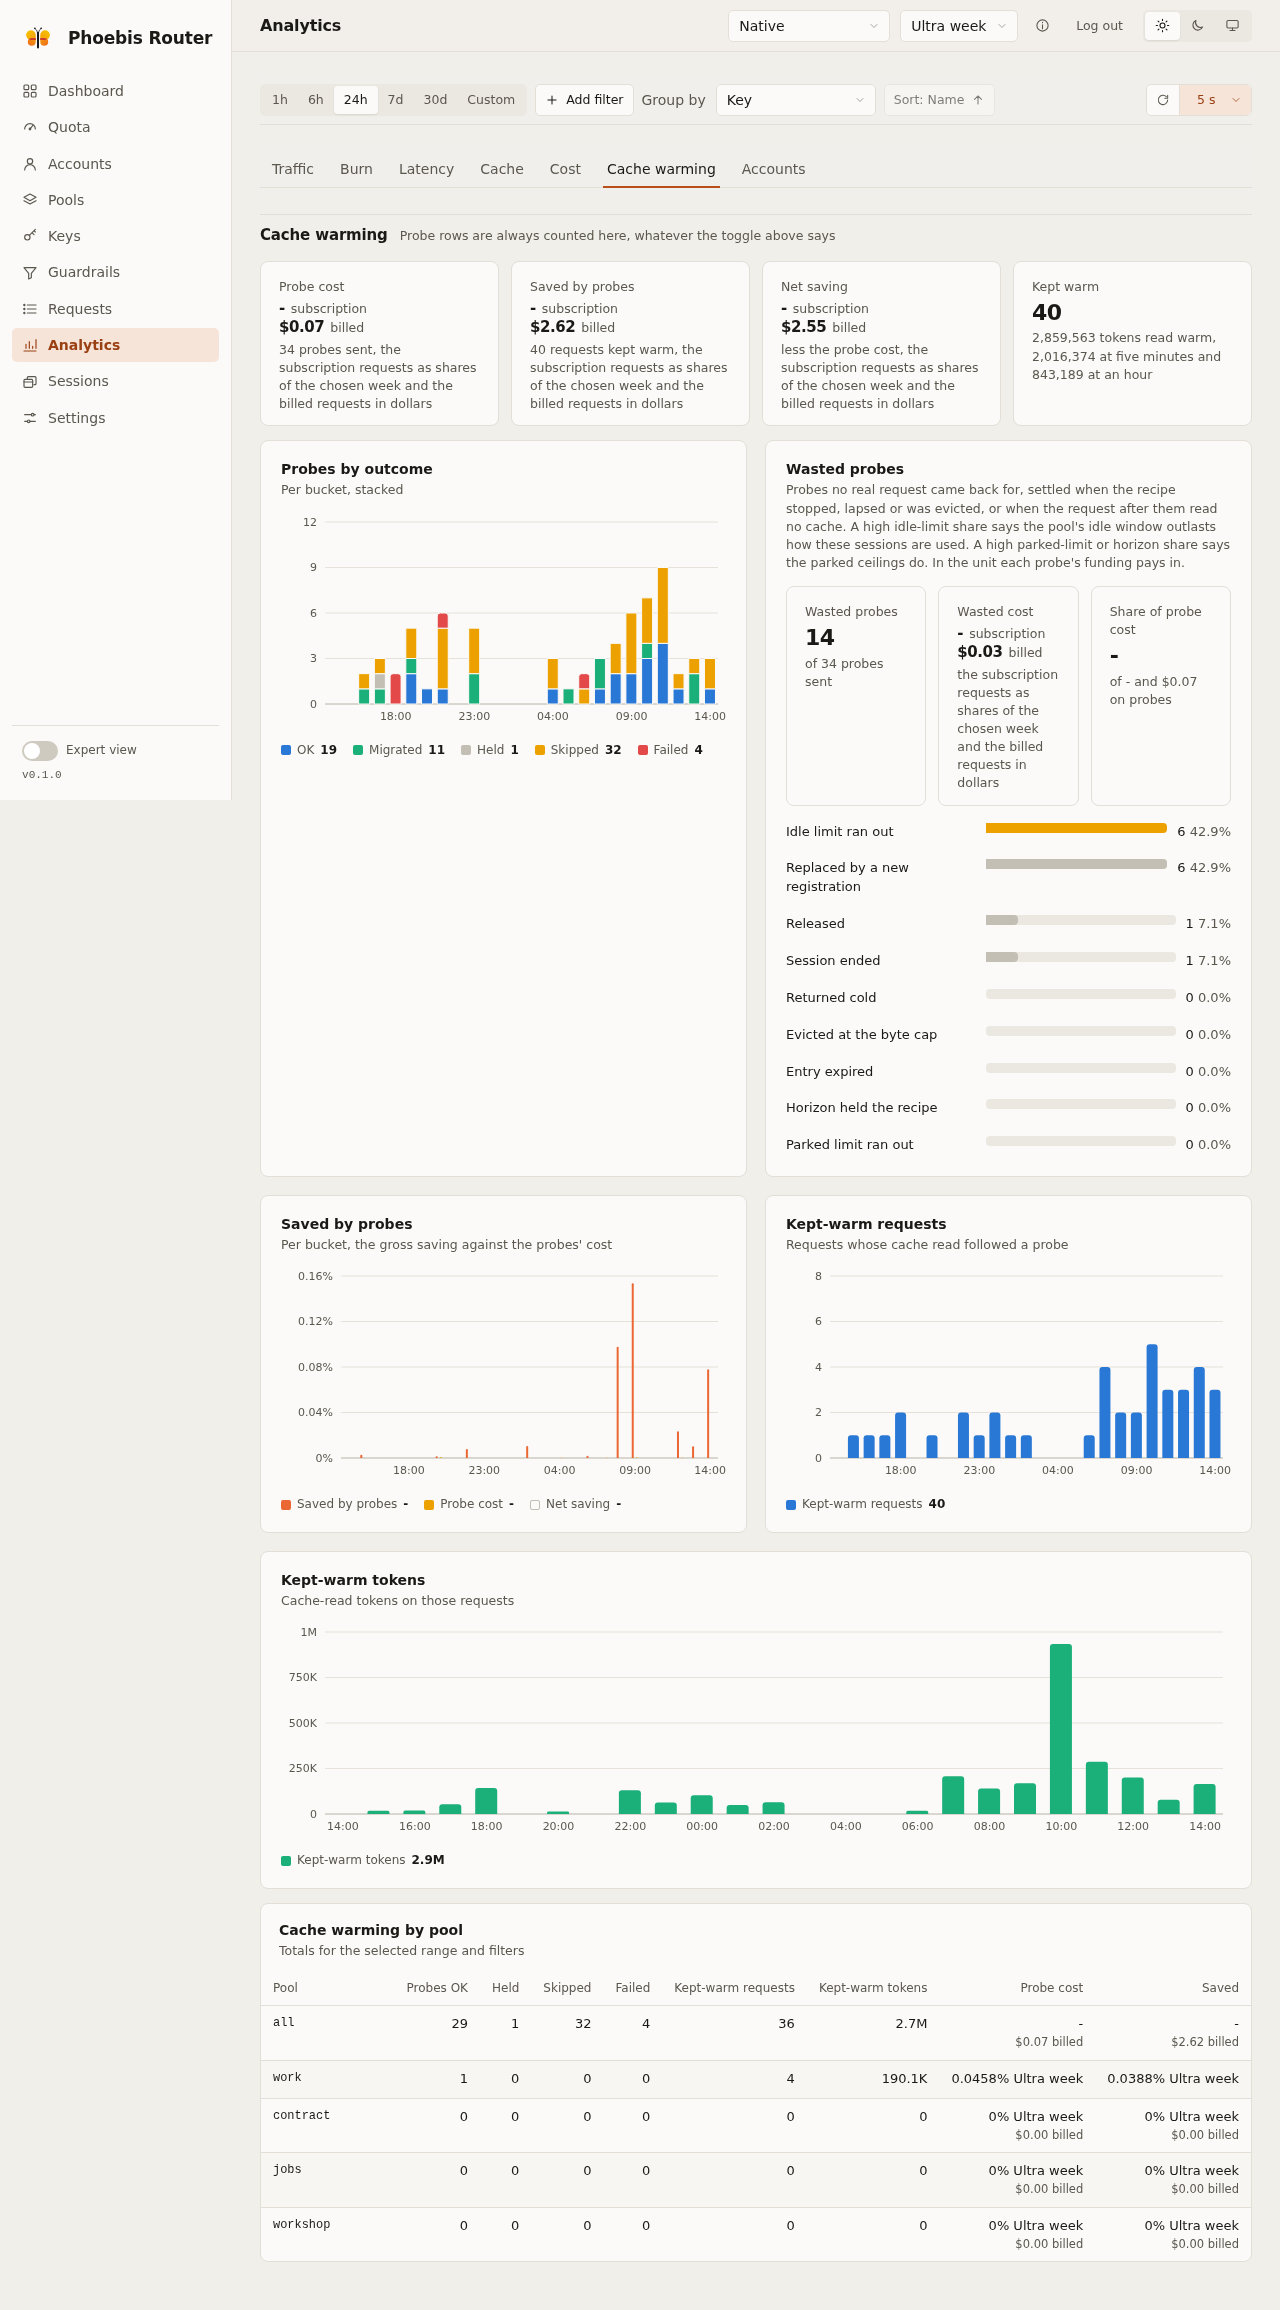 Phoebis Router
Dashboard
Quota
Accounts
Pools
Keys
Guardrails
Requests
Analytics
Sessions
Settings
Expert view
v0.1.0
Analytics
Native
Ultra week
Log out
1h 6h 24h 7d 30d Custom
Add filter
Group by
Key
Sort: Name
5 s
Traffic Burn Latency Cache Cost Cache warming Accounts
Cache warming Probe rows are always counted here, whatever the toggle above says
Probe cost
- subscription
$0.07 billed
34 probes sent, the
subscription requests as shares
of the chosen week and the
billed requests in dollars
Saved by probes
- subscription
$2.62 billed
40 requests kept warm, the
subscription requests as shares
of the chosen week and the
billed requests in dollars
Net saving
- subscription
$2.55 billed
less the probe cost, the
subscription requests as shares
of the chosen week and the
billed requests in dollars
Kept warm
40
2,859,563 tokens read warm,
2,016,374 at five minutes and
843,189 at an hour
Probes by outcome
Per bucket, stacked
12
9
6
3
0
18:00 23:00 04:00 09:00 14:00
OK 19 Migrated 11 Held 1 Skipped 32 Failed 4
Wasted probes
Probes no real request came back for, settled when the recipe
stopped, lapsed or was evicted, or when the request after them read
no cache. A high idle-limit share says the pool's idle window outlasts
how these sessions are used. A high parked-limit or horizon share says
the parked ceilings do. In the unit each probe's funding pays in.
Wasted probes
14
of 34 probes
sent
Wasted cost
- subscription
$0.03 billed
the subscription
requests as
shares of the
chosen week
and the billed
requests in
dollars
Share of probe
cost
-
of - and $0.07
on probes
Idle limit ran out 6 42.9%
Replaced by a new
registration
6 42.9%
Released 1 7.1%
Session ended 1 7.1%
Returned cold 0 0.0%
Evicted at the byte cap 0 0.0%
Entry expired 0 0.0%
Horizon held the recipe 0 0.0%
Parked limit ran out 0 0.0%
Saved by probes
Per bucket, the gross saving against the probes' cost
0.16%
0.12%
0.08%
0.04%
0%
18:00 23:00 04:00 09:00 14:00
Saved by probes - Probe cost - Net saving -
Kept-warm requests
Requests whose cache read followed a probe
8
6
4
2
0
18:00 23:00 04:00 09:00 14:00
Kept-warm requests 40
Kept-warm tokens
Cache-read tokens on those requests
1M
750K
500K
250K
0
14:00 16:00 18:00 20:00 22:00 00:00 02:00 04:00 06:00 08:00 10:00 12:00 14:00
Kept-warm tokens 2.9M
Cache warming by pool
Totals for the selected range and filters
Pool Probes OK Held Skipped Failed Kept-warm requests Kept-warm tokens Probe cost Saved
all 29 1 32 4 36 2.7M - -
$0.07 billed $2.62 billed
work 1 0 0 0 4 190.1K 0.0458% Ultra week 0.0388% Ultra week
contract 0 0 0 0 0 0 0% Ultra week 0% Ultra week
$0.00 billed $0.00 billed
jobs 0 0 0 0 0 0 0% Ultra week 0% Ultra week
$0.00 billed $0.00 billed
workshop 0 0 0 0 0 0 0% Ultra week 0% Ultra week
$0.00 billed $0.00 billed